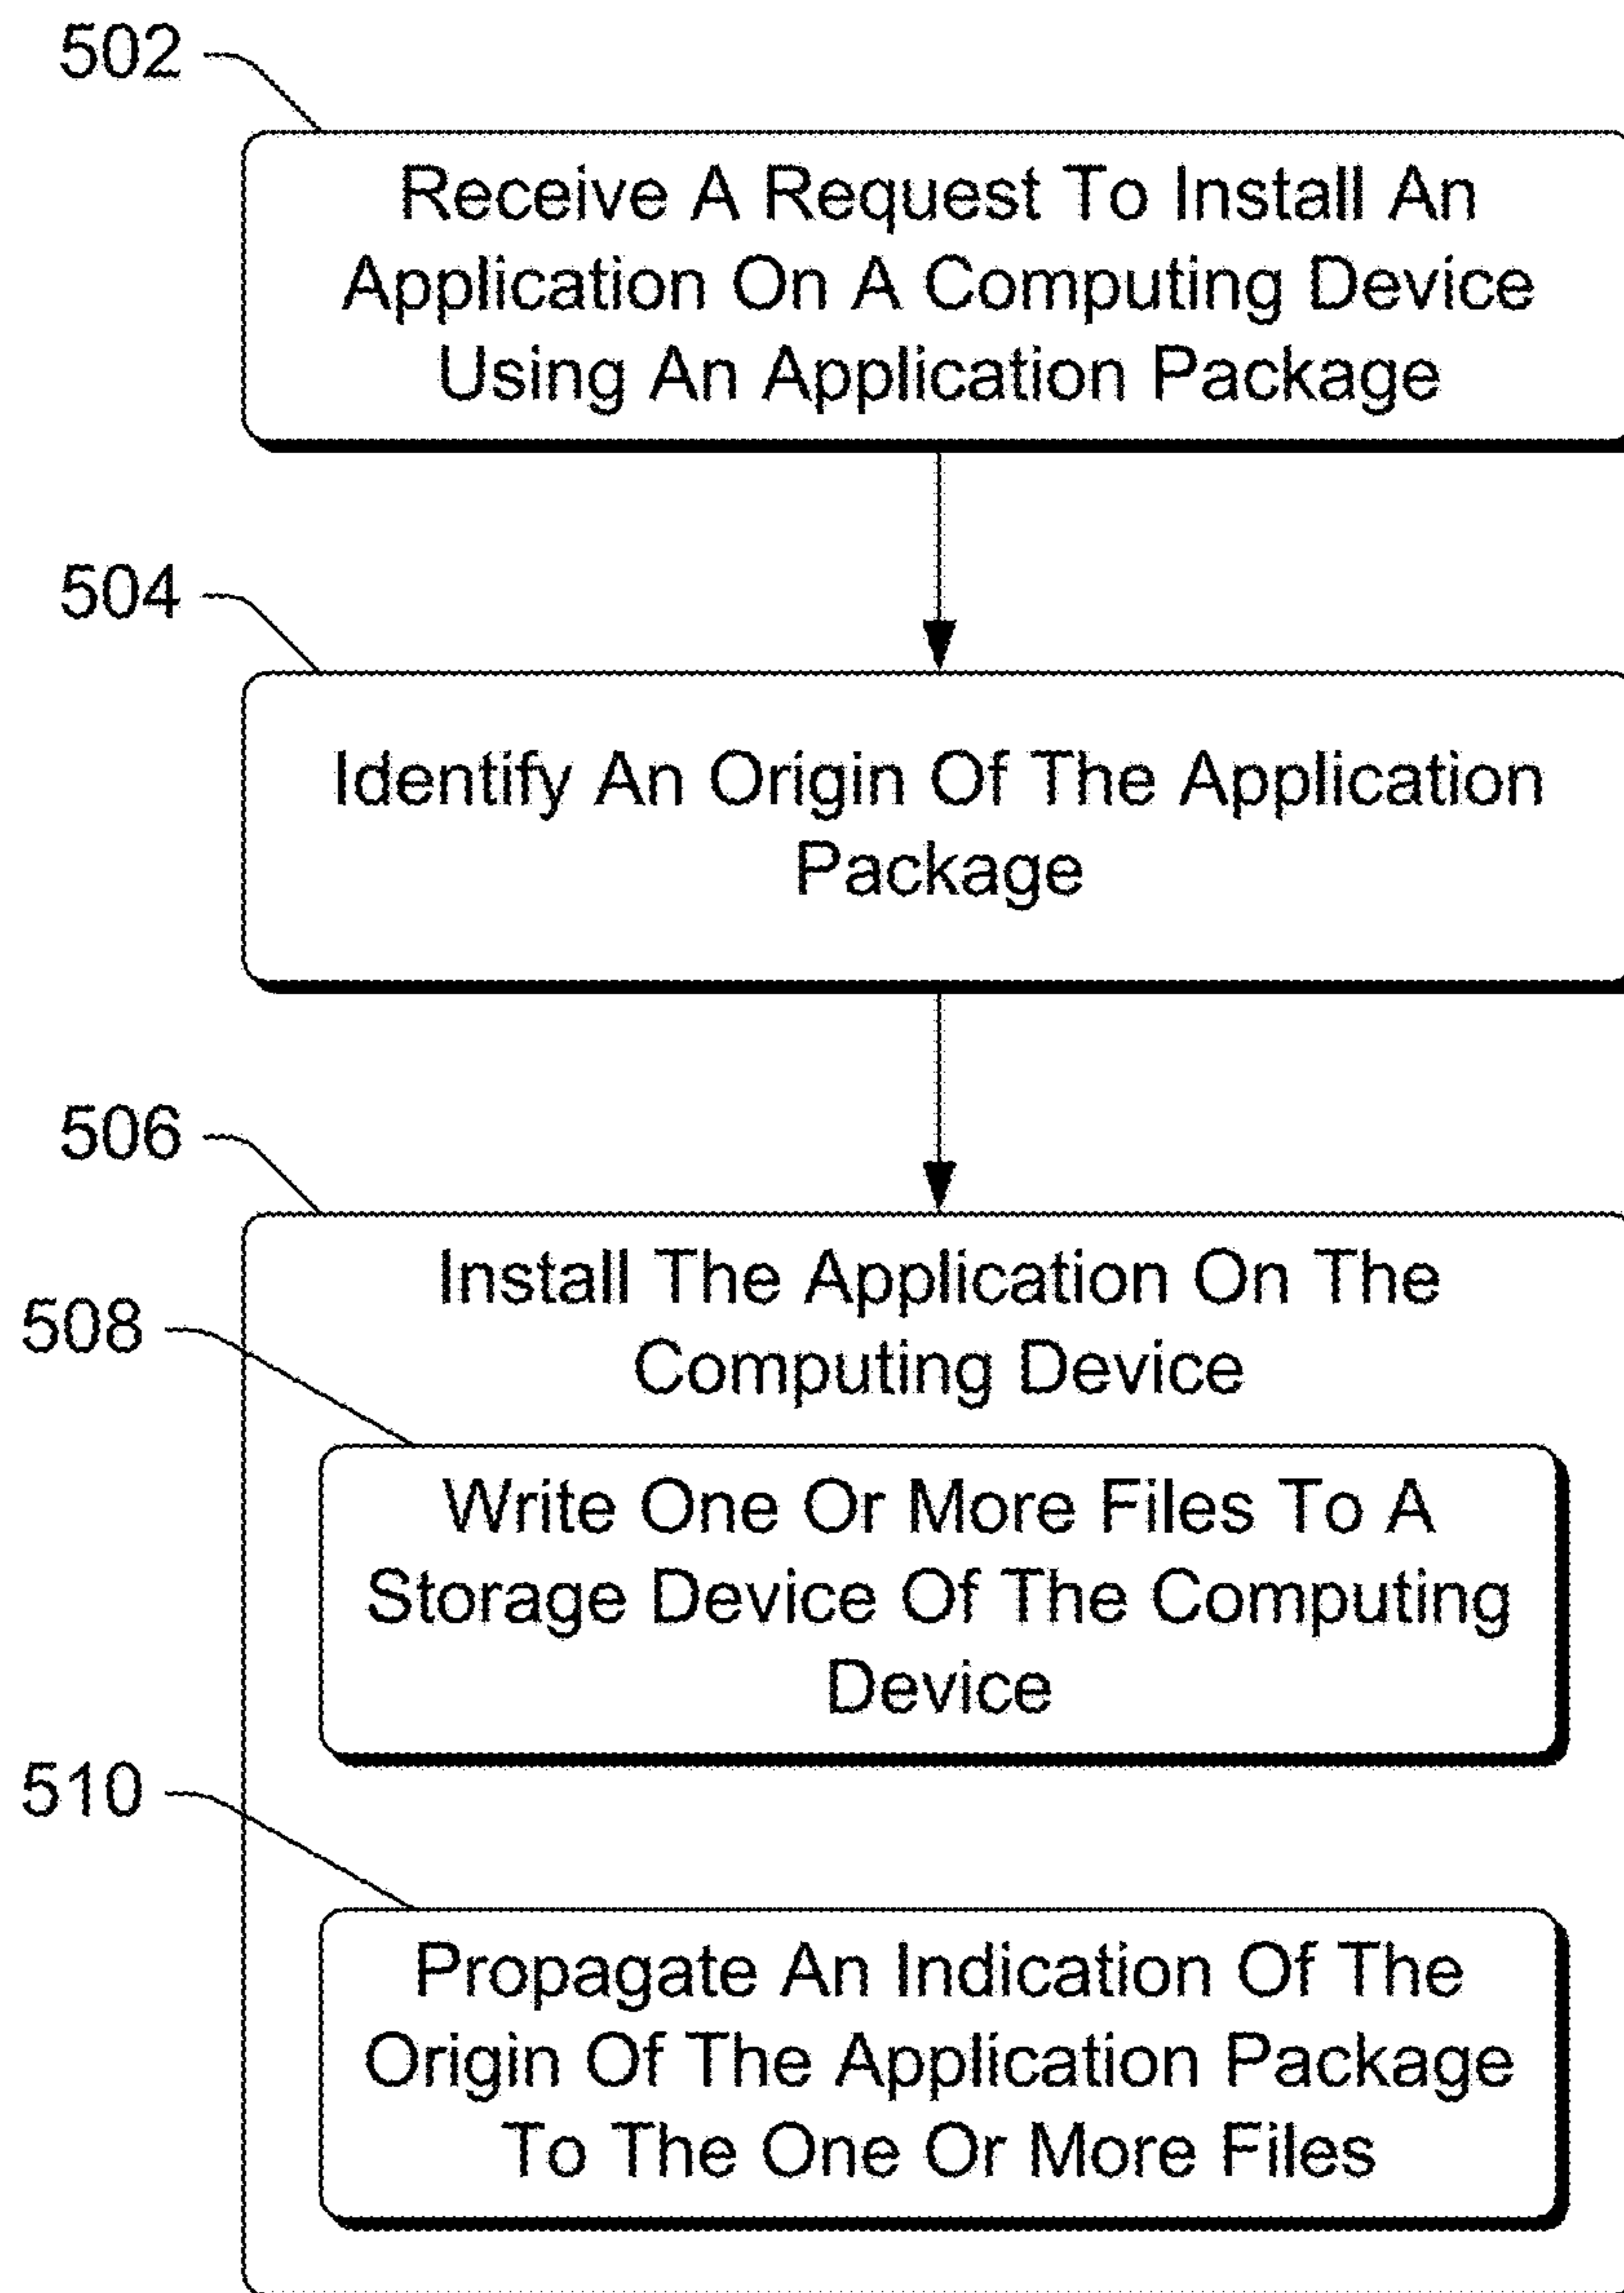 502
Receive A Request To Install An
Application On A Computing Device
Using An Application Package
504
Identify An Origin Of The Application
Package
506
Install The Application On The
Computing Device
508
Write One Or More Files To A
Storage Device Of The Computing
Device
510
Propagate An Indication Of The
Origin Of The Application Package
To The One Or More Files